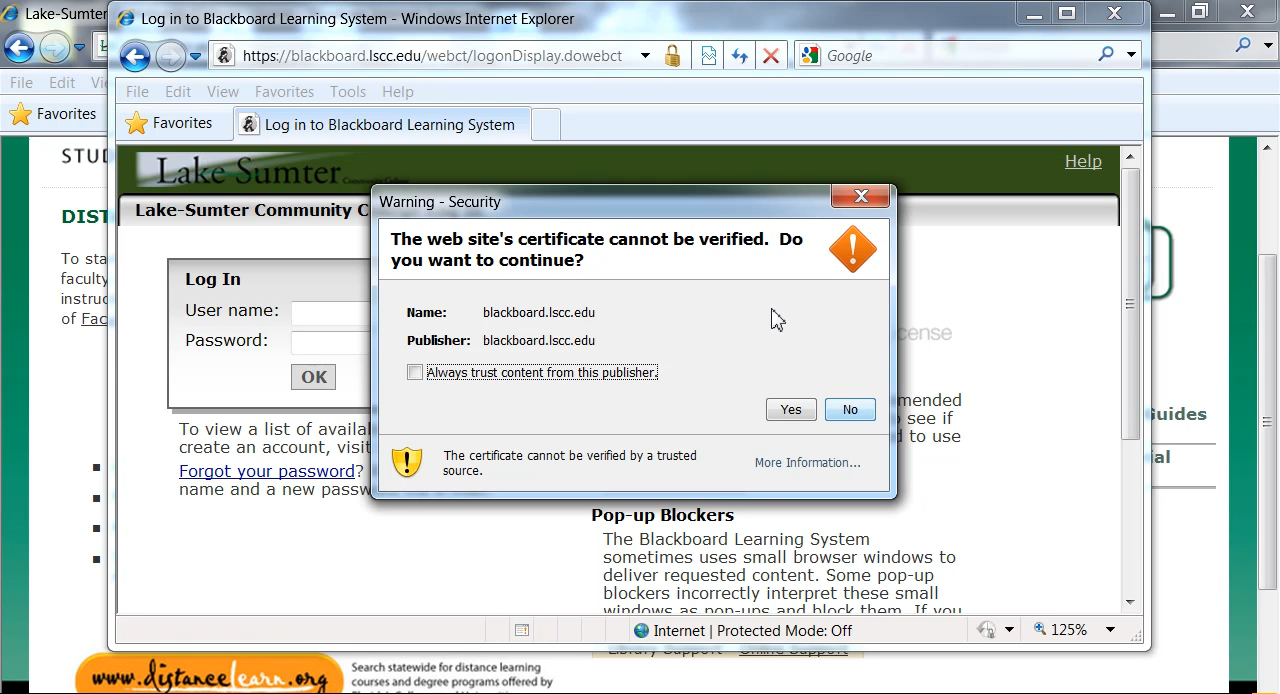 Lake-Sumter
Log in to Blackboard Learning System - Windows Internet Explorer
https://blackboard.lscc.edu/webct/logonDisplay.dowebct
Google
File Edit
File Edit View Favorites Tools Help
Favorites
Favorites
Log in to Blackboard Learning System
Lake Sumter
Help
Lake-Sumter Community
To sta
faculty
instruc
of Fac
Log In
User name:
Password:
OK
To view a list of availa
create an account, visit
Forgot your password?
name and a new passw
Warning - Security
The web site's certificate cannot be verified. Do
you want to continue?
Name: blackboard.lscc.edu
Publisher: blackboard.lscc.edu
Always trust content from this publisher.
Yes No
The certificate cannot be verified by a trusted
source.
More Information...
cense
mended
see if
to use
Guides
al
Pop-up Blockers
The Blackboard Learning System
sometimes uses small browser windows to
deliver requested content. Some pop-up
blockers incorrectly interpret these small
windows as pop-ups and block them. If you
Internet | Protected Mode: Off
125%
Library Support Online Support
www.distancelearn.org
Search statewide for distance learning
courses and degree programs offered by